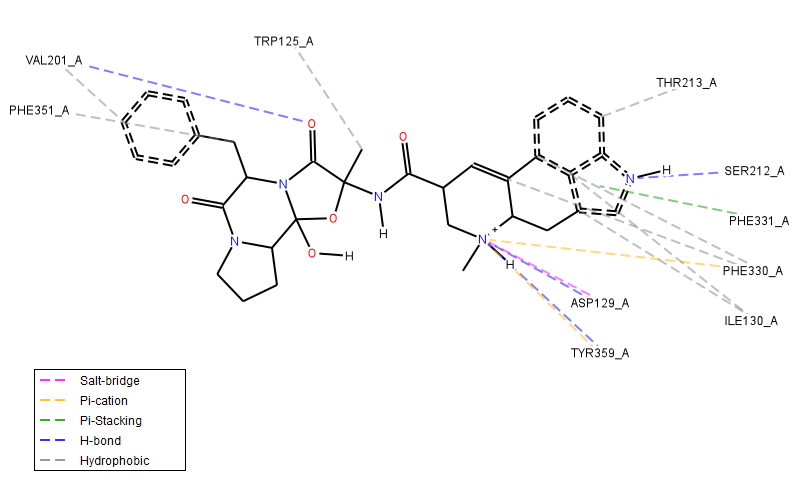 TRP125_A
VAL201_A
THR213_A
PHE351_A
O
O
H
SER212_A
N
N
O
N
O
PHE331_A
H
N
N+
O
H
H
PHE330_A
ASP129_A
ILE130_A
TYR359_A
Salt-bridge
Pi-cation
Pi-Stacking
H-bond
Hydrophobic